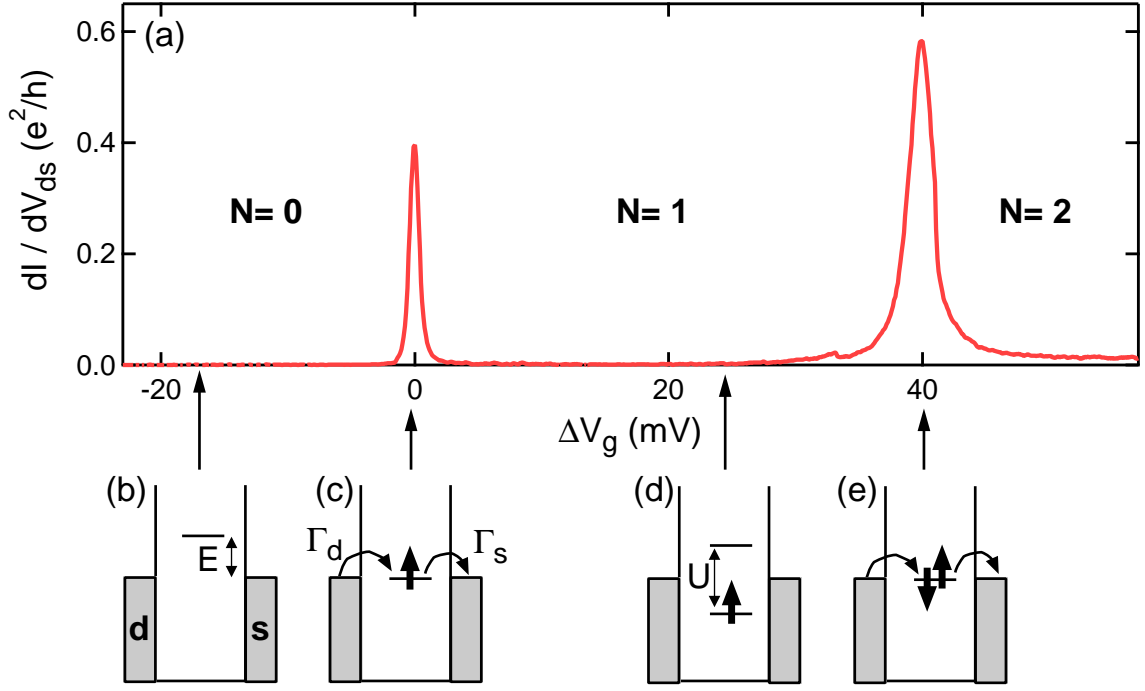 (a)
dI / dV_ds (e^2/h)
0.6
0.4
0.2
0.0
N= 0
N= 1
N= 2
-20
0
20
40
ΔV_g (mV)
(b)
(c)
(d)
(e)
E
d
s
Γ_d
Γ_s
U